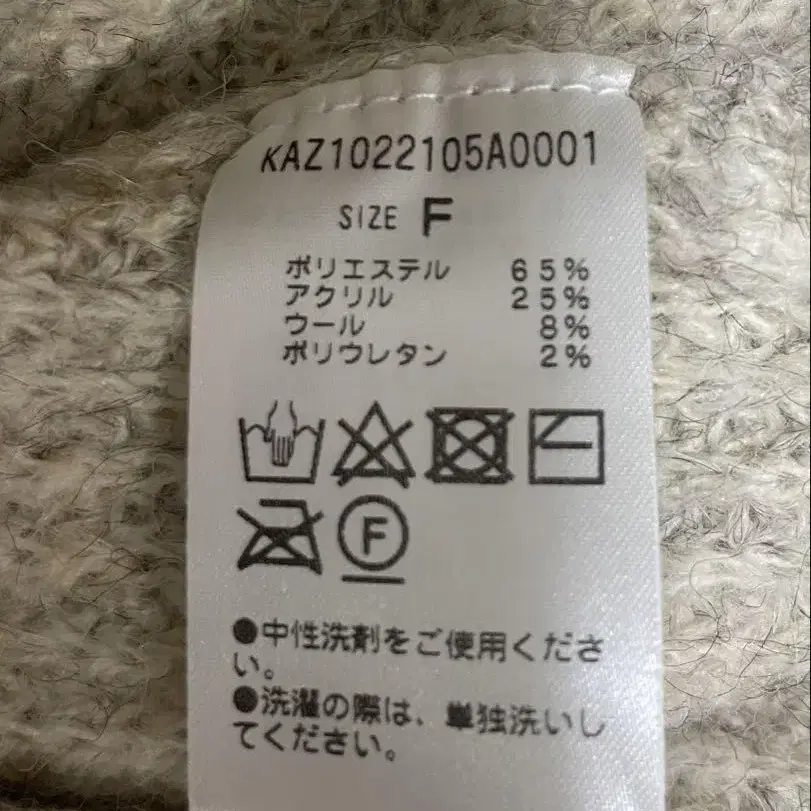 KAZ1022105A0001
SIZE F
ポリエステル 65%
アクリル 25%
ウール 8%
ポリウレタン 2%
F
●中性洗剤をご使用くださ
い。
●洗濯の際は、単独洗いし
てください。